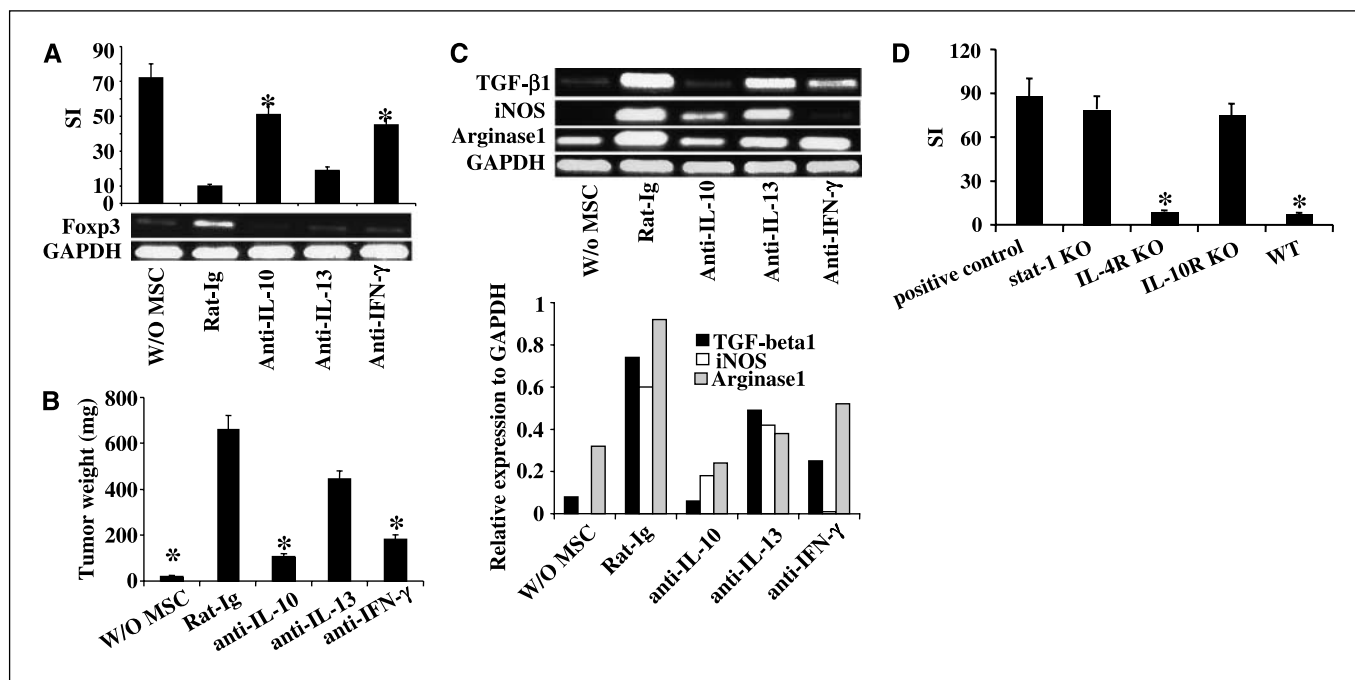 A
90
70
50
30
10
SI
*
*
Foxp3
GAPDH
W/O MSC
Rat-Ig
Anti-IL-10
Anti-IL-13
Anti-IFN-γ
B
800
600
400
200
0
Tumor weight (mg)
*
*
*
W/O MSC
Rat-Ig
anti-IL-10
anti-IL-13
anti-IFN-γ
C
TGF-β1
iNOS
Arginase1
GAPDH
W/o MSC
Rat-Ig
Anti-IL-10
Anti-IL-13
Anti-IFN-γ
1
0.8
0.6
0.4
0.2
0
Relative expression to GAPDH
TGF-beta1
iNOS
Arginase1
W/O MSC
Rat-Ig
anti-IL-10
anti-IL-13
anti-IFN-γ
D
120
90
60
30
0
SI
*
*
positive control
stat-1 KO
IL-4R KO
IL-10R KO
WT